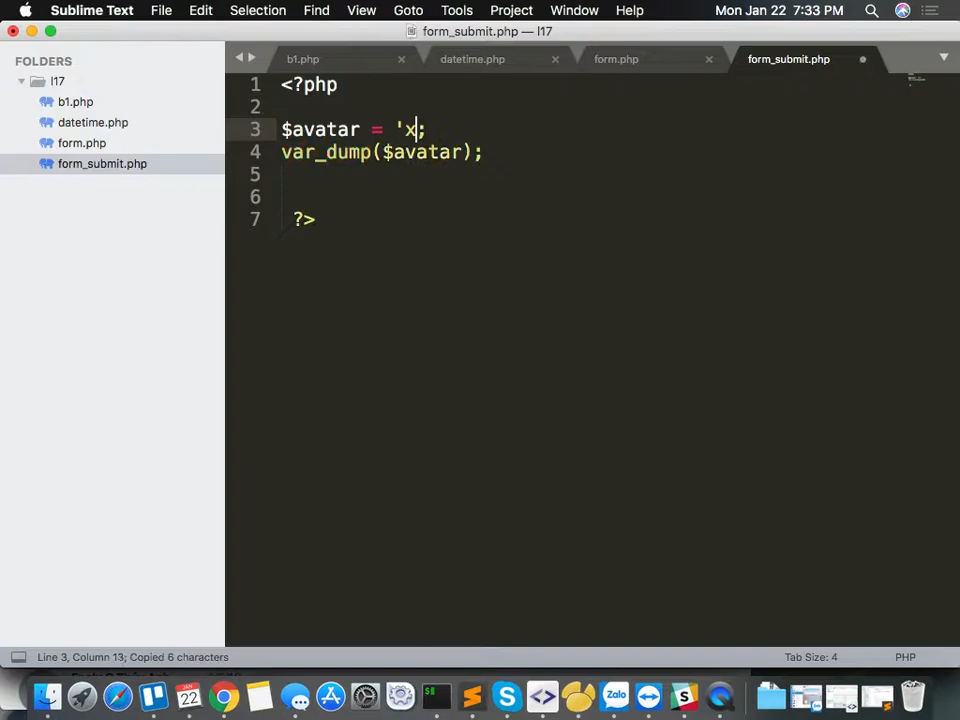 Sublime Text File Edit Selection Find View Goto Tools Project Window Help Mon Jan 22 7:33 PM
form_submit.php — l17
FOLDERS
l17
b1.php
datetime.php
form.php
form_submit.php
b1.php datetime.php form.php form_submit.php
1 <?php
2
3 $avatar = 'x;
4 var_dump($avatar);
5
6
7 ?>
Line 3, Column 13; Copied 6 characters Tab Size: 4 PHP
22
Zalo